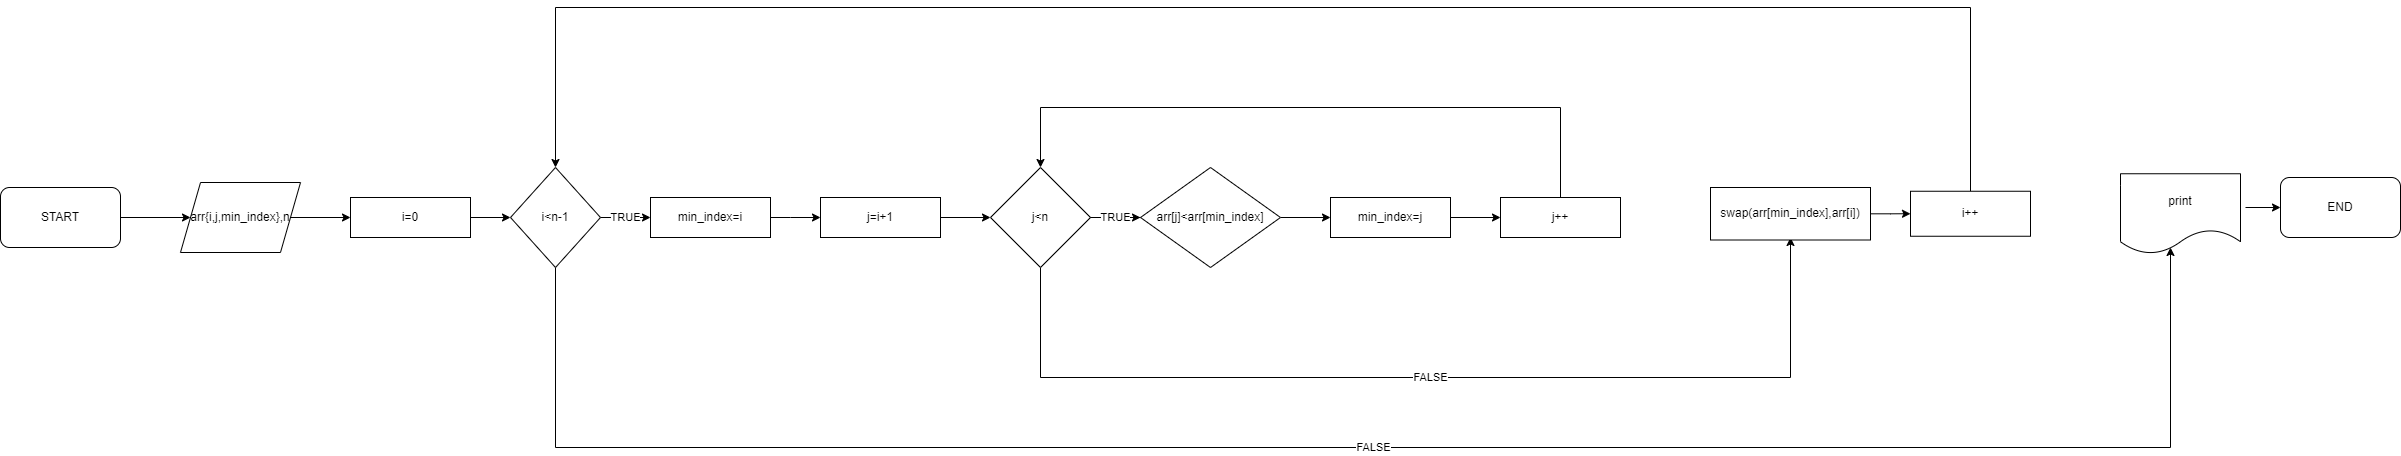 START
arr{i,j,min_index},n
i=0
i<n-1
TRUE
min_index=i
j=i+1
j<n
TRUE
arr[j]<arr[min_index]
min_index=j
j++
swap(arr[min_index],arr[i])
i++
print
END
FALSE
FALSE